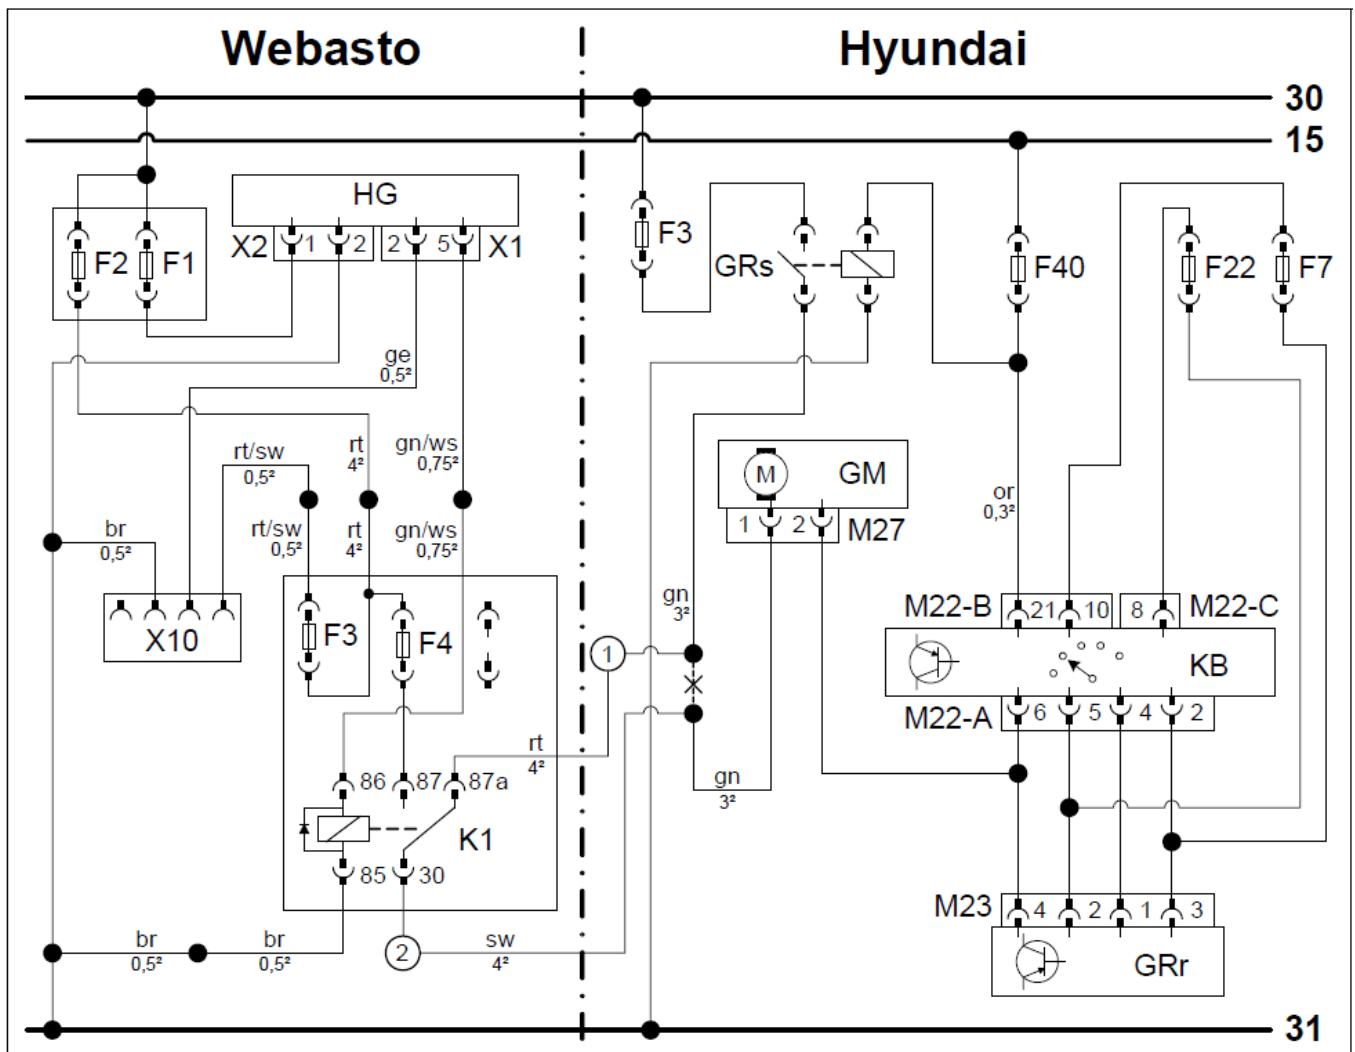 Webasto
Hyundai
30
15
HG
X2 1 2 2 5 X1
F2 F1
F3
GRs
F40
F22
F7
ge
0,5²
rt/sw
0,5²
rt
4²
gn/ws
0,75²
GM
M
1 2 M27
or
0,3²
br
0,5²
rt/sw
0,5²
rt
4²
gn/ws
0,75²
gn
3²
X10
F3
F4
1
M22-B 21 10 8 M22-C
KB
M22-A 6 5 4 2
rt
4²
gn
3²
86 87 87a
K1
85 30
M23 4 2 1 3
GRr
br
0,5²
br
0,5²
2
sw
4²
31